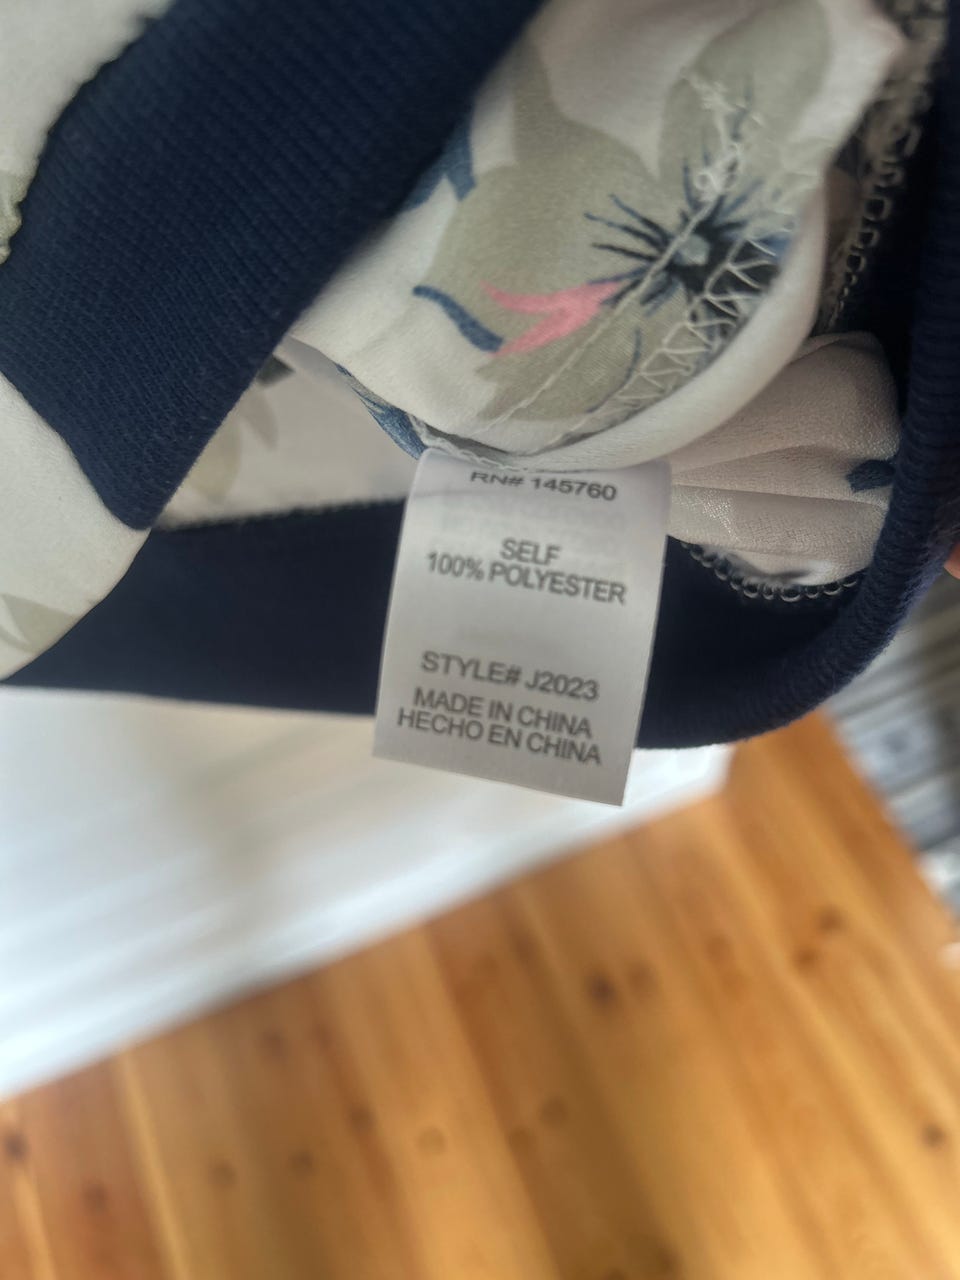 RN# 145760
SELF
100% POLYESTER
STYLE# J2023
MADE IN CHINA
HECHO EN CHINA